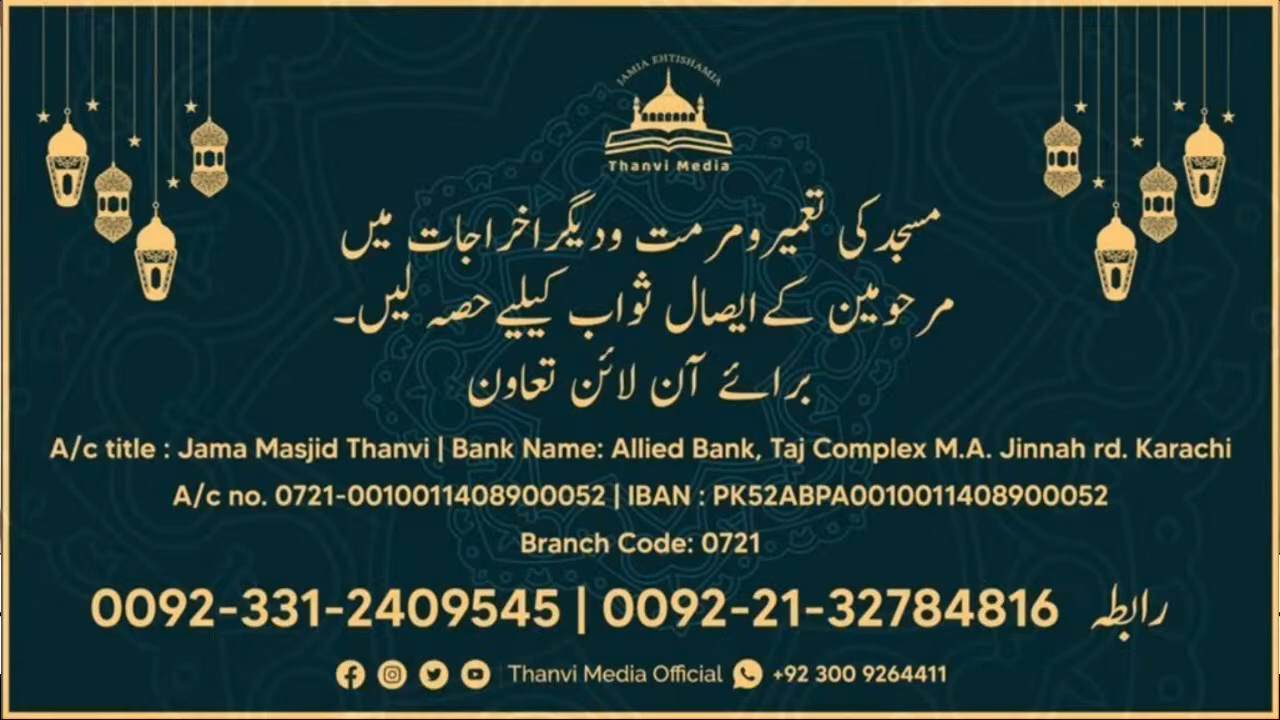 JAMIA EHTISHAMIA
Thanvi Media
مسجد کی تعمیر و مرمت و دیگر اخراجات میں
مرحومین کے ایصال ثواب کیلیے حصہ لیں۔
برائے آن لائن تعاون
A/c title : Jama Masjid Thanvi | Bank Name: Allied Bank, Taj Complex M.A. Jinnah rd. Karachi
A/c no. 0721-0010011408900052 | IBAN : PK52ABPA0010011408900052
Branch Code: 0721
0092-331-2409545 | 0092-21-32784816 رابطہ
Thanvi Media Official +92 300 9264411